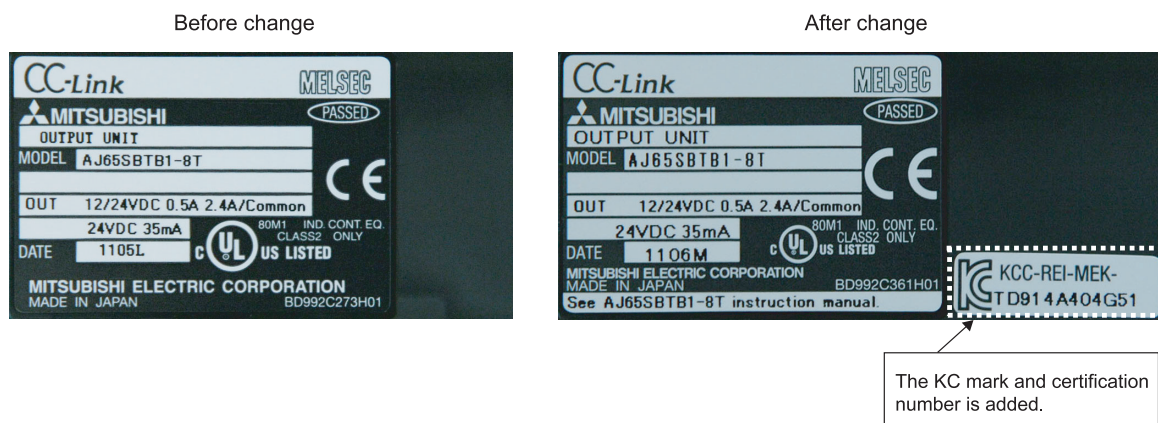 Before change
CC-Link MELSEC
MITSUBISHI PASSED
OUTPUT UNIT
MODEL AJ65SBTB1-8T
CE
OUT 12/24VDC 0.5A 2.4A/Common
24VDC 35mA
80M1 IND. CONT. EQ.
CLASS2 ONLY
DATE 1105L
C UL US LISTED
MITSUBISHI ELECTRIC CORPORATION
MADE IN JAPAN BD992C273H01
After change
CC-Link MELSEC
MITSUBISHI PASSED
OUTPUT UNIT
MODEL AJ65SBTB1-8T
CE
OUT 12/24VDC 0.5A 2.4A/Common
24VDC 35mA
80M1 IND. CONT. EQ.
CLASS2 ONLY
DATE 1106M
C UL US LISTED
MITSUBISHI ELECTRIC CORPORATION
MADE IN JAPAN BD992C361H01
See AJ65SBTB1-8T instruction manual.
KC KCC-REI-MEK-
TD914A404G51
The KC mark and certification
number is added.